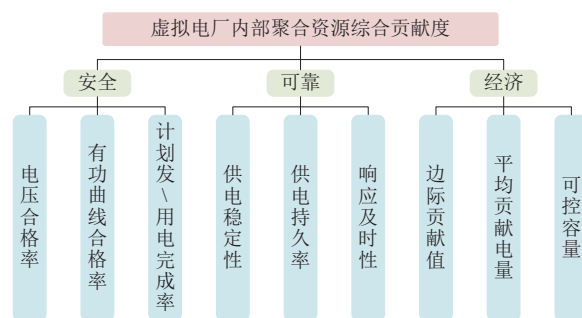 虚拟电厂内部聚合资源综合贡献度
安全
可靠
经济
电压合格率
有功曲线合格率
计划发\用电完成率
供电稳定性
供电持久率
响应及时性
边际贡献值
平均贡献电量
可控容量